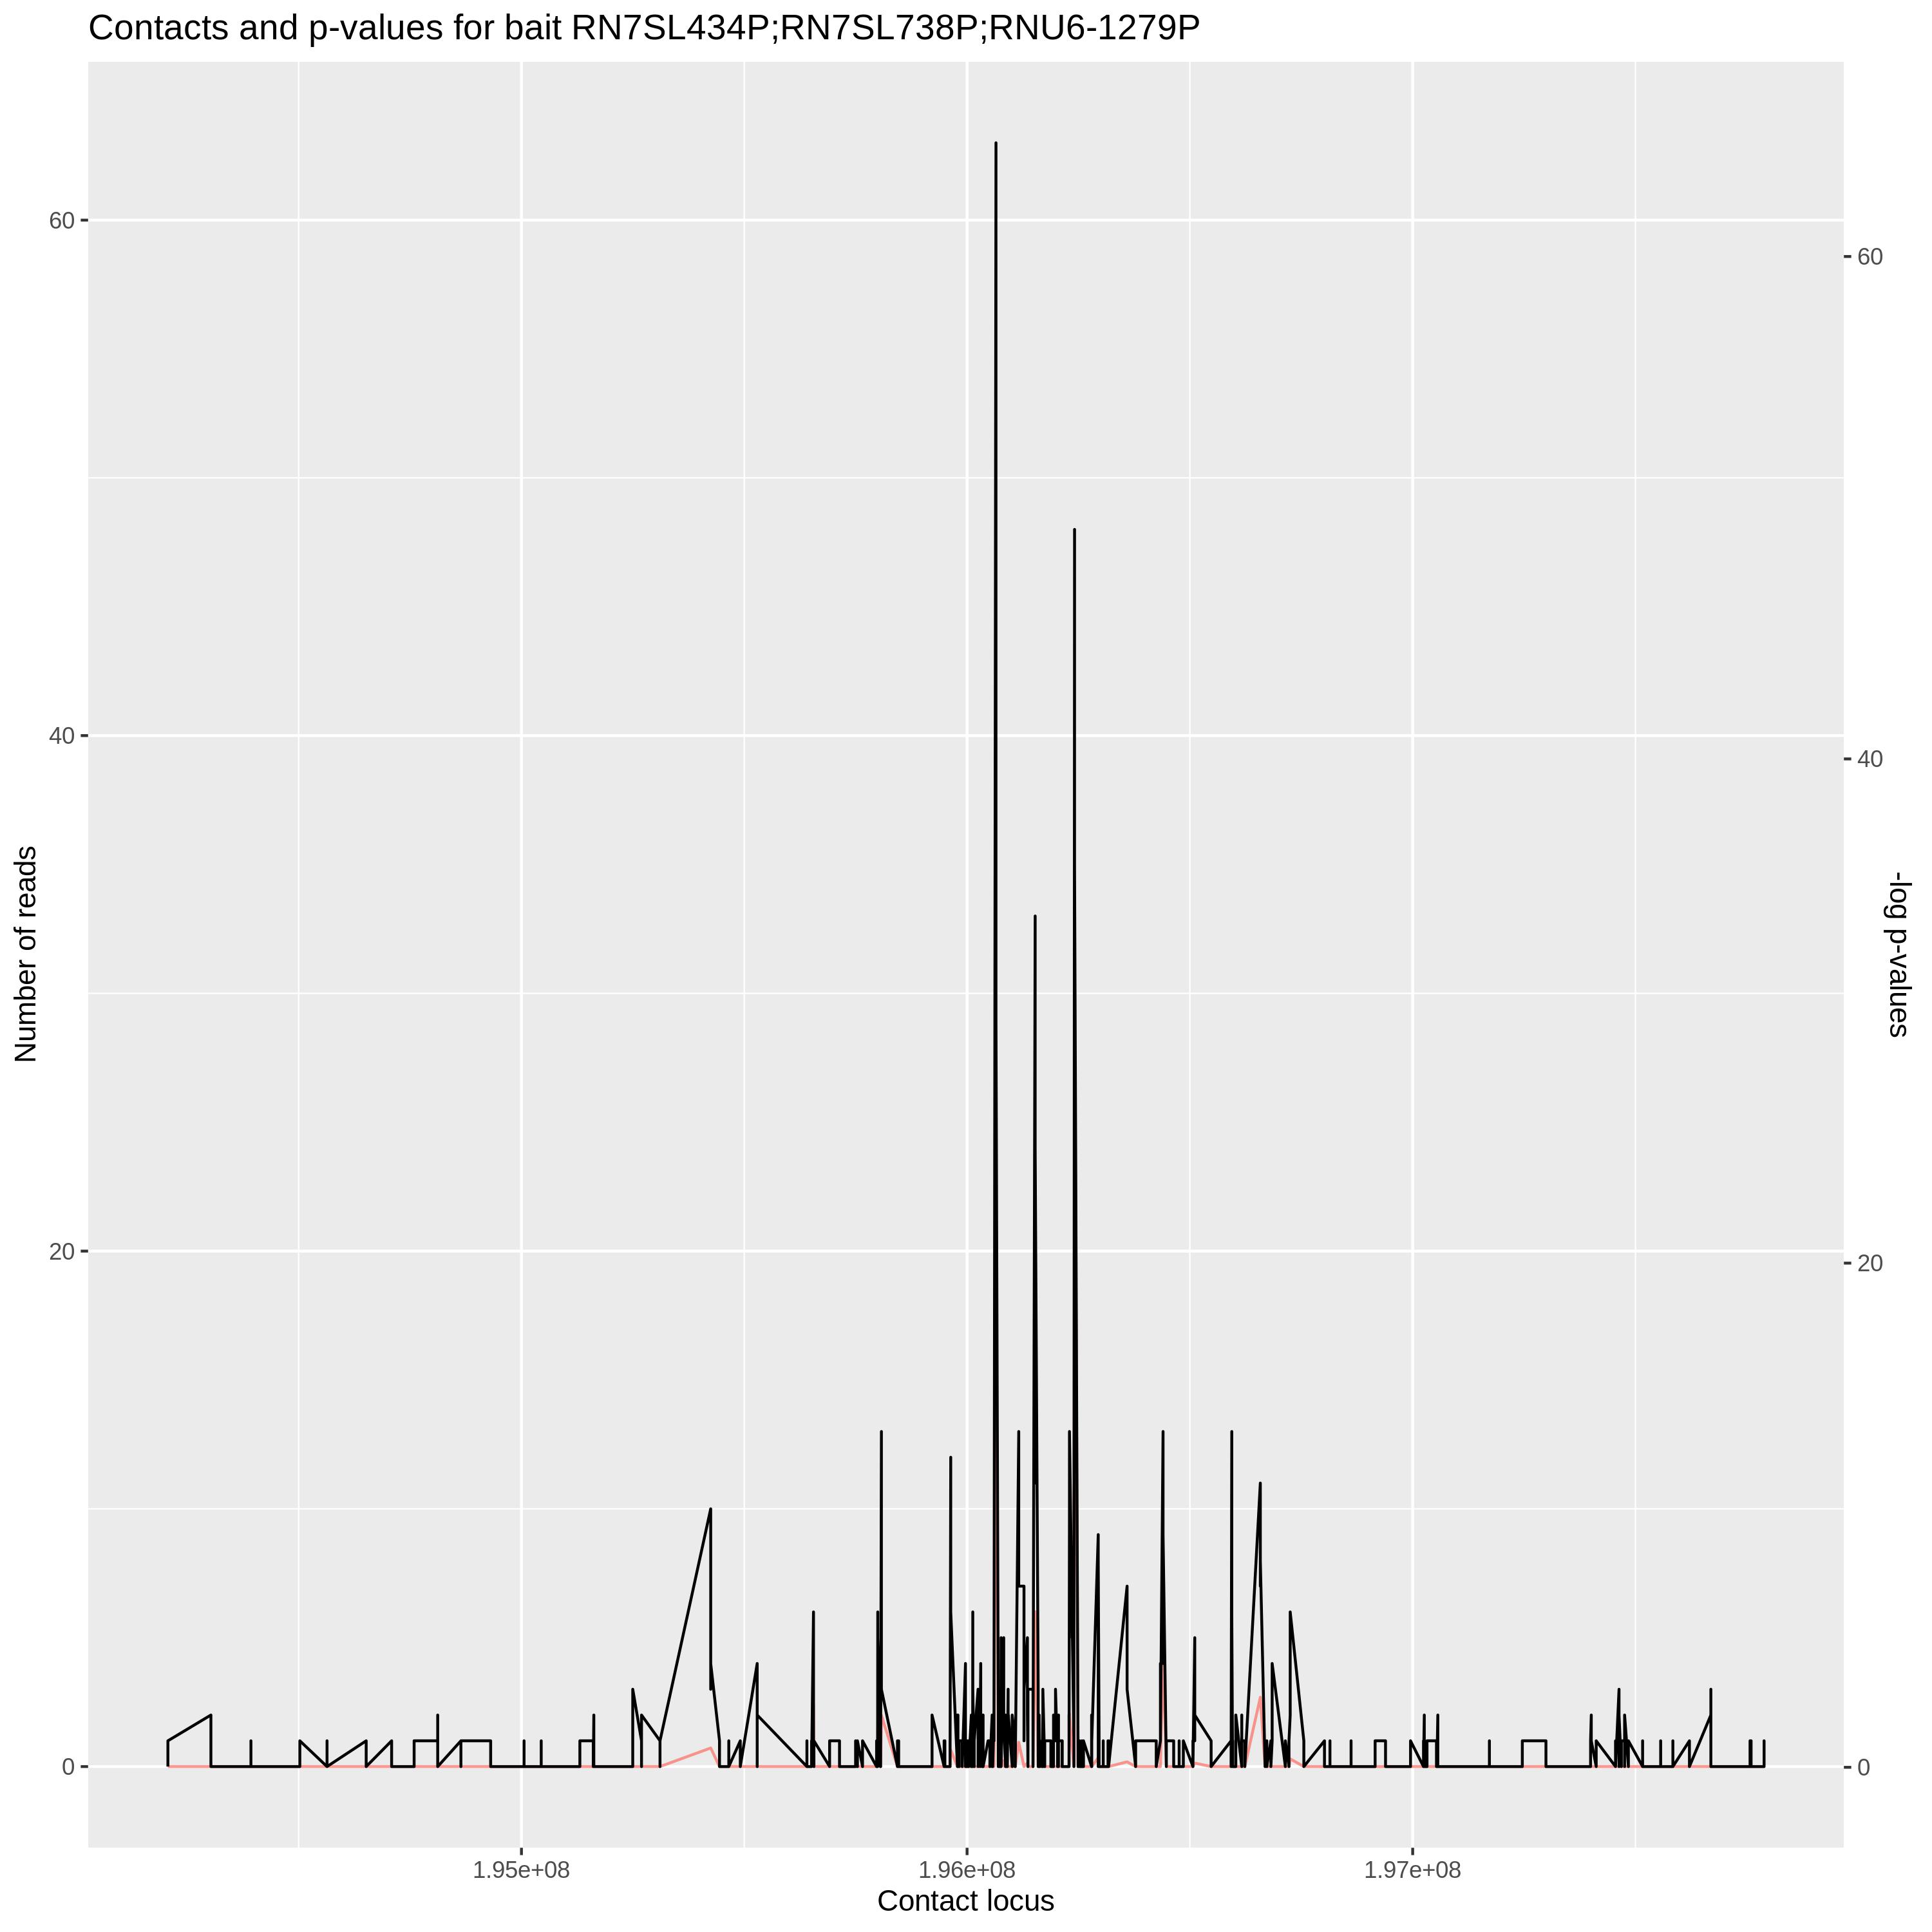 Contacts and p-values for bait RN7SL434P;RN7SL738P;RNU6-1279P
60
40
20
0
Number of reads
60
40
20
0
-log p-values
1.95e+08
1.96e+08
1.97e+08
Contact locus